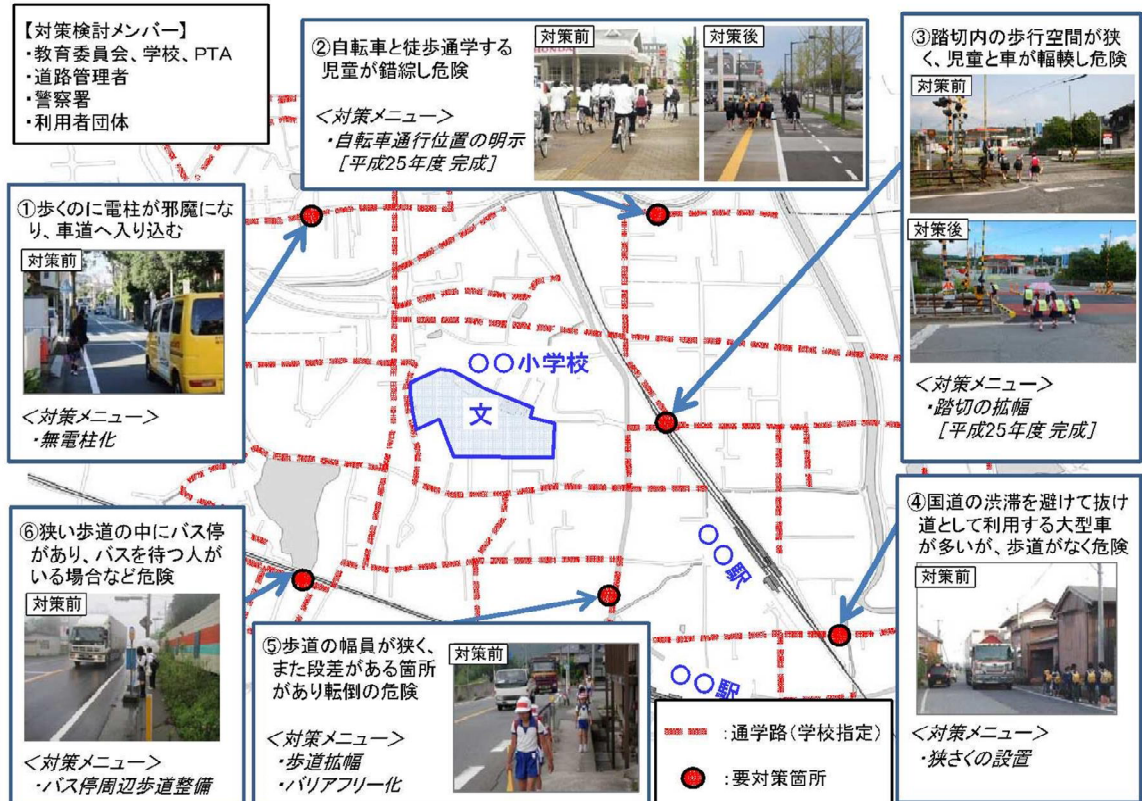 【対策検討メンバー】
・教育委員会、学校、PTA
・道路管理者
・警察署
・利用者団体
②自転車と徒歩通学する
児童が錯綜し危険
<対策メニュー>
・自転車通行位置の明示
[平成25年度 完成]
対策前
対策後
③踏切内の歩行空間が狭
く、児童と車が輻輳し危険
対策前
対策後
<対策メニュー>
・踏切の拡幅
[平成25年度 完成]
①歩くのに電柱が邪魔にな
り、車道へ入り込む
対策前
<対策メニュー>
・無電柱化
〇〇小学校
文
〇〇駅
〇〇駅
④国道の渋滞を避けて抜け
道として利用する大型車
が多いが、歩道がなく危険
対策前
<対策メニュー>
・狭さくの設置
⑥狭い歩道の中にバス停
があり、バスを待つ人が
いる場合など危険
対策前
<対策メニュー>
・バス停周辺歩道整備
⑤歩道の幅員が狭く、
また段差がある箇所
があり転倒の危険
対策前
<対策メニュー>
・歩道拡幅
・バリアフリー化
:通学路(学校指定)
:要対策箇所